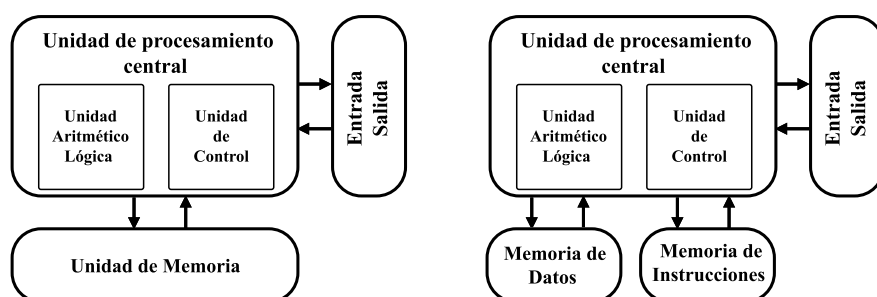 Unidad de procesamiento
central
Unidad
Aritmético
Lógica
Unidad
de
Control
Entrada
Salida
Unidad de Memoria
Unidad de procesamiento
central
Unidad
Aritmético
Lógica
Unidad
de
Control
Entrada
Salida
Memoria de
Datos
Memoria de
Instrucciones